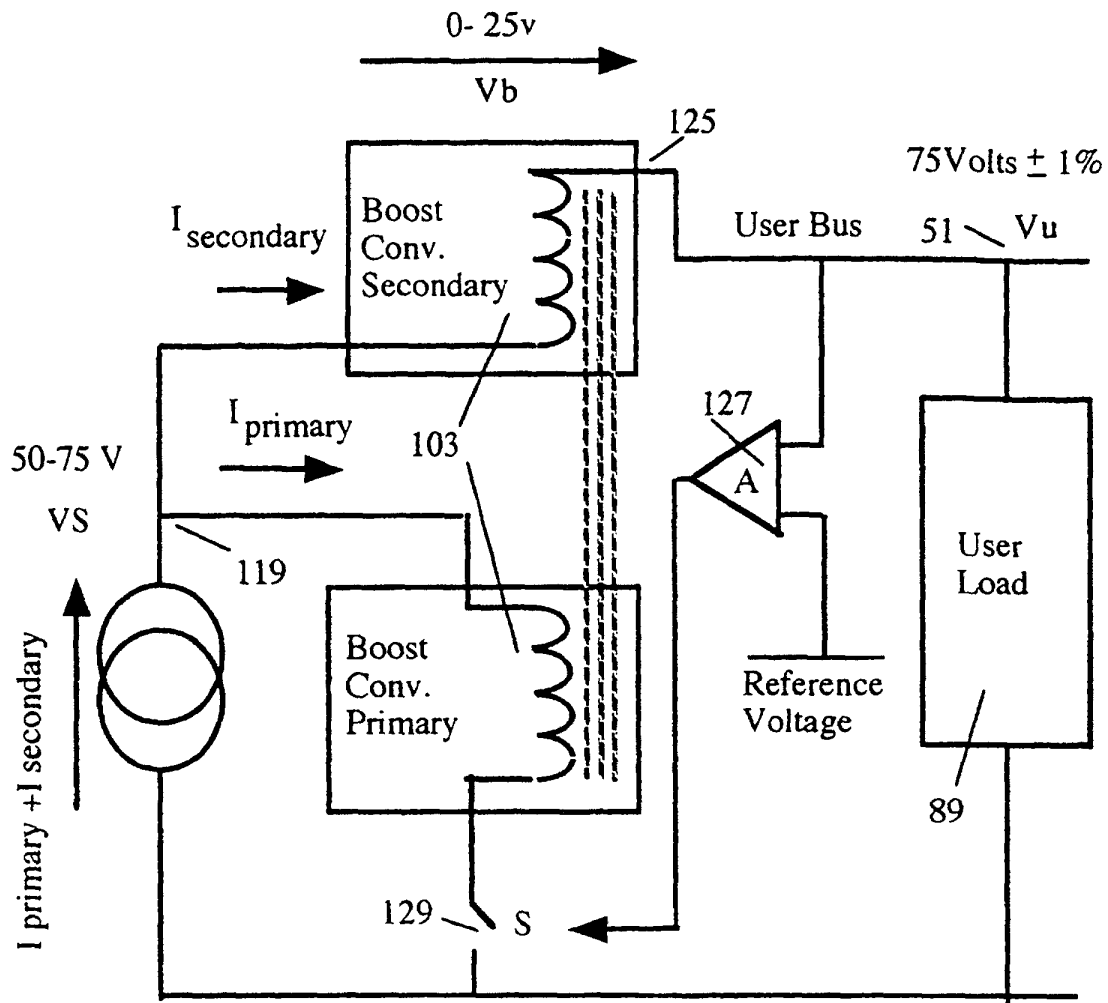 0- 25v
Vb
125
75Volts ± 1%
User Bus
51
Vu
I secondary
Boost
Conv.
Secondary
I primary
103
127
A
50-75 V
VS
119
User
Load
Boost
Conv.
Primary
Reference
Voltage
I primary +I secondary
89
129
S